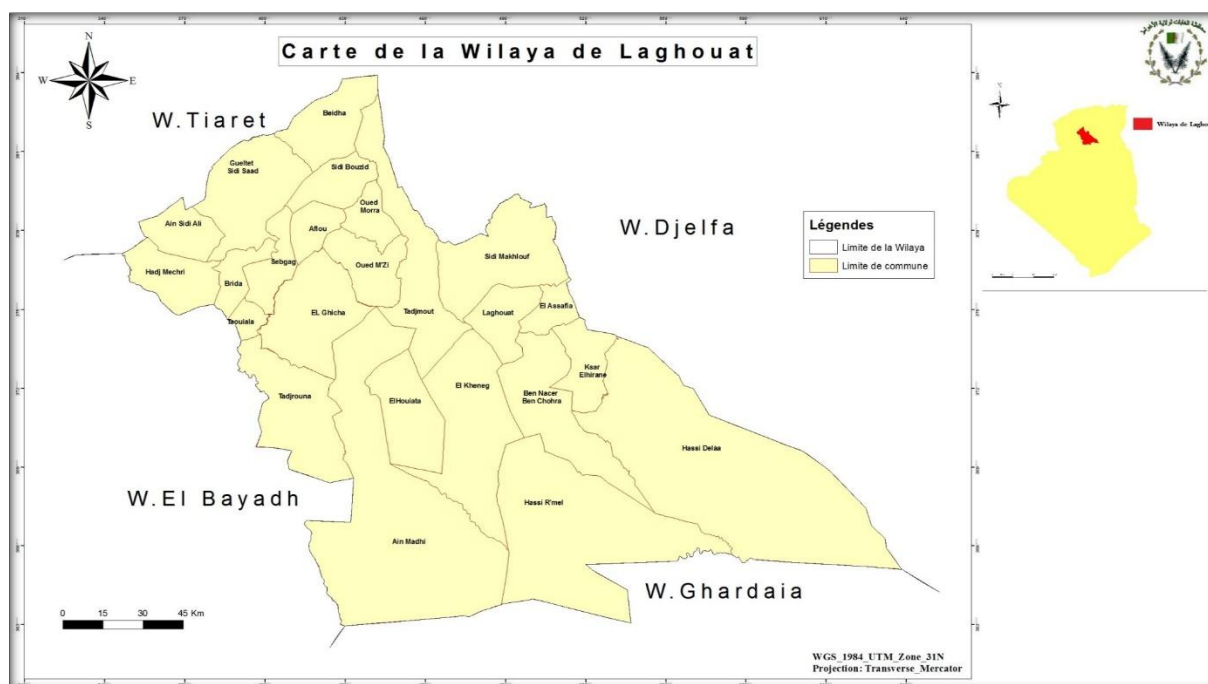 Carte de la Wilaya de Laghouat
N
W
E
S
W.Tiaret
Beidha
Gueltet
Sidi Saad
Sidi Bouzid
Oued
Morra
Ain Sidi Ali
Aflou
W.Djelfa
Sebgag
Oued M'Zi
Sidi Makhlouf
Hadj Mechri
Brida
El Assafia
EL Ghicha
Tadjmout
Laghouat
Taouiala
Ksar
Elhirane
El Kheneg
Tadjrouna
ElHouiata
Ben Nacer
Ben Chohra
Hassi Delaa
W.El Bayadh
Hassi R'mel
Ain Madhi
W.Ghardaia
0 15 30 45 Km
Légendes
Limite de la Wilaya
Limite de commune
Wilaya de Lagho
WGS_1984_UTM_Zone_31N
Projection: Transverse_Mercator